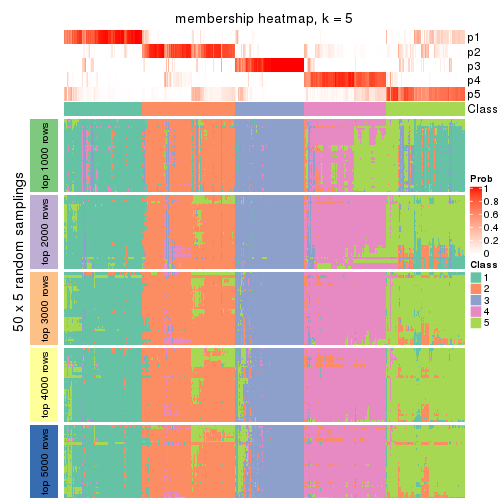 membership heatmap, k = 5
p1
p2
p3
p4
p5
Class
50 x 5 random samplings
top 1000 rows
top 2000 rows
top 3000 rows
top 4000 rows
top 5000 rows
Prob
1
0.8
0.6
0.4
0.2
0
Class
1
2
3
4
5